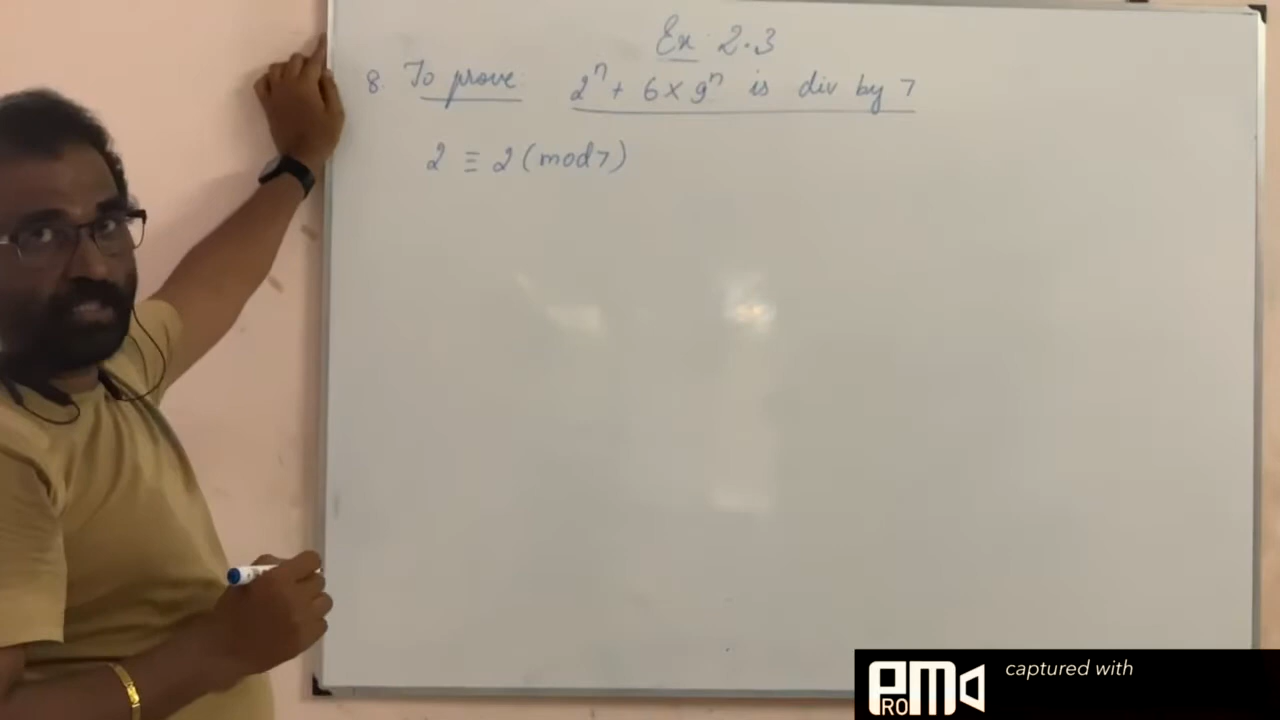 Ex 2.3
8. To prove: 2ⁿ + 6 × 9ⁿ is div by 7
2 ≡ 2 (mod 7)
captured with
PROMO